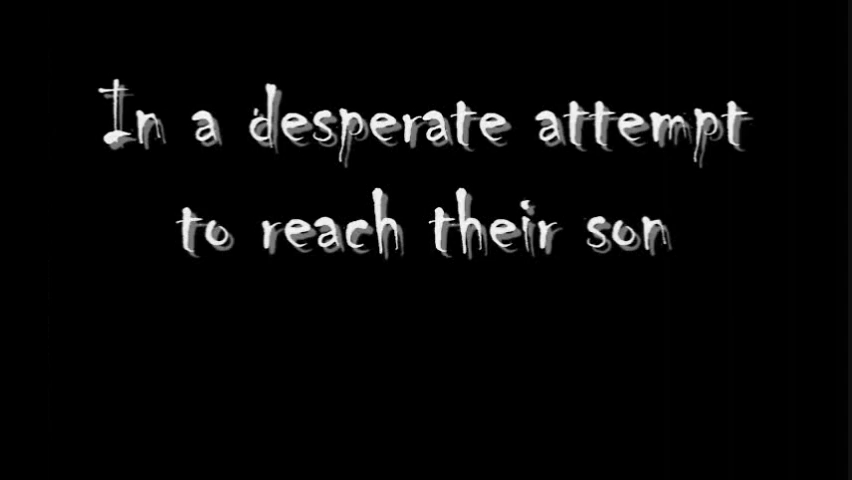 In a desperate attempt
to reach their son